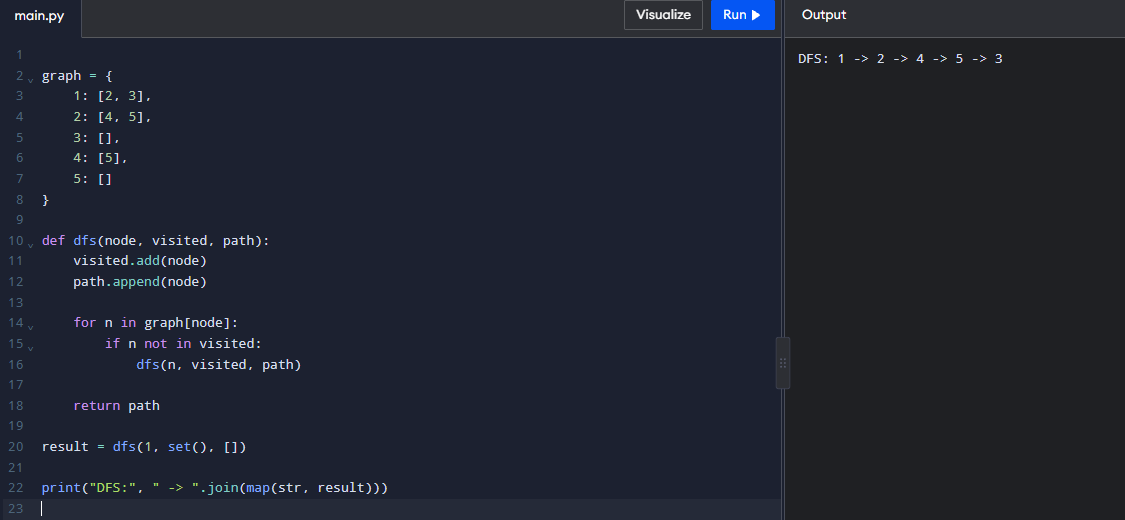 main.py
Visualize
Run
Output
1
2 graph = {
3     1: [2, 3],
4     2: [4, 5],
5     3: [],
6     4: [5],
7     5: []
8 }
9
10 def dfs(node, visited, path):
11     visited.add(node)
12     path.append(node)
13
14     for n in graph[node]:
15         if n not in visited:
16             dfs(n, visited, path)
17
18     return path
19
20 result = dfs(1, set(), [])
21
22 print("DFS:", " -> ".join(map(str, result)))
23
DFS: 1 -> 2 -> 4 -> 5 -> 3